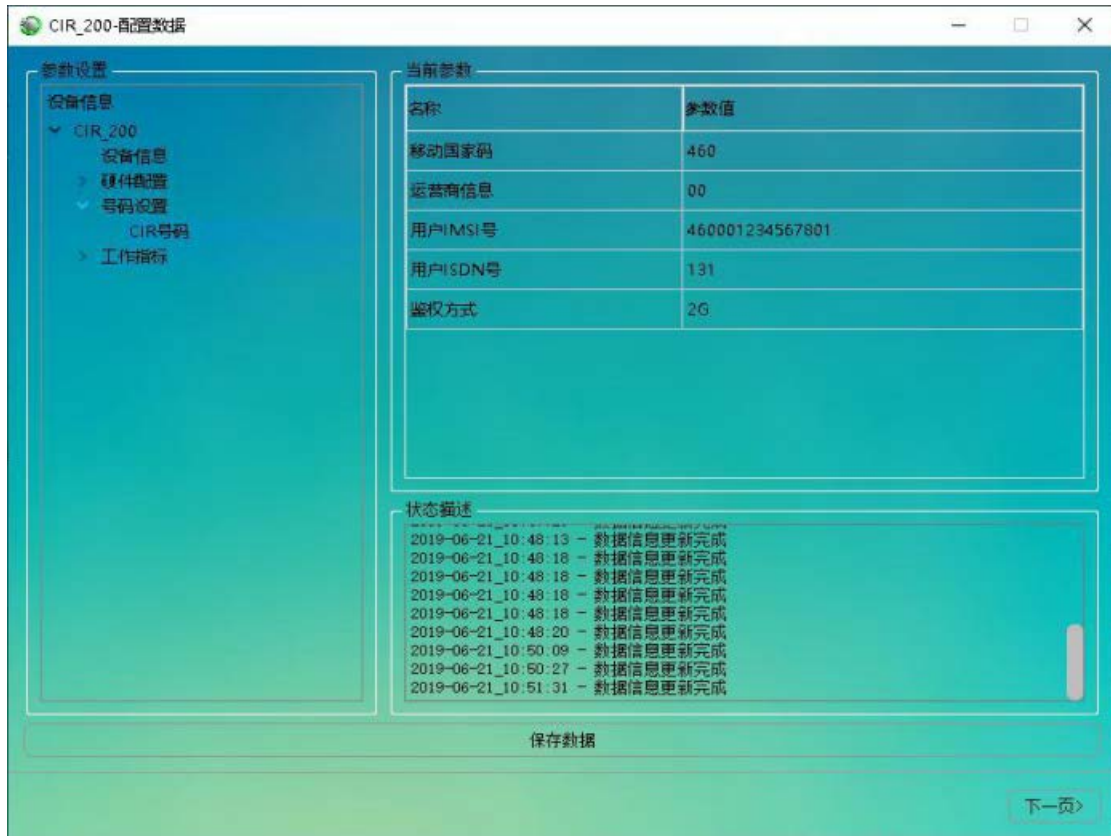 CIR_200-配置数据
参数设置
设备信息
CIR_200
设备信息
硬件配置
号码设置
CIR号码
工作指标
当前参数
名称 参数值
移动国家码 460
运营商信息 00
用户IMSI号 460001234567801
用户ISDN号 131
鉴权方式 2G
状态描述
2019-06-21_10:48:13 - 数据信息更新完成
2019-06-21_10:48:18 - 数据信息更新完成
2019-06-21_10:48:18 - 数据信息更新完成
2019-06-21_10:48:18 - 数据信息更新完成
2019-06-21_10:48:18 - 数据信息更新完成
2019-06-21_10:48:20 - 数据信息更新完成
2019-06-21_10:50:09 - 数据信息更新完成
2019-06-21_10:50:27 - 数据信息更新完成
2019-06-21_10:51:31 - 数据信息更新完成
保存数据
下一页>